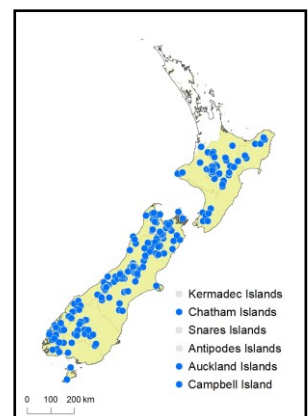 Kermadec Islands
Chatham Islands
Snares Islands
Antipodes Islands
Auckland Islands
Campbell Island
0 100 200 km